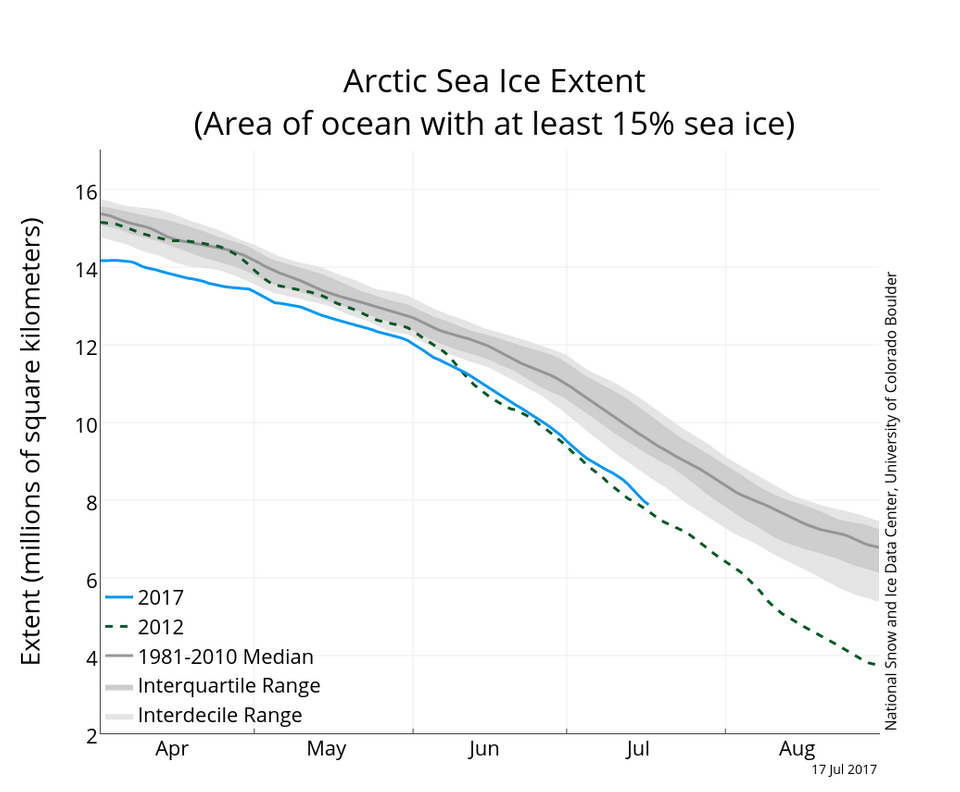 Arctic Sea Ice Extent
(Area of ocean with at least 15% sea ice)
Extent (millions of square kilometers)
16
14
12
10
8
6
4
2
2017
2012
1981-2010 Median
Interquartile Range
Interdecile Range
Apr May Jun Jul Aug
17 Jul 2017
National Snow and Ice Data Center, University of Colorado Boulder